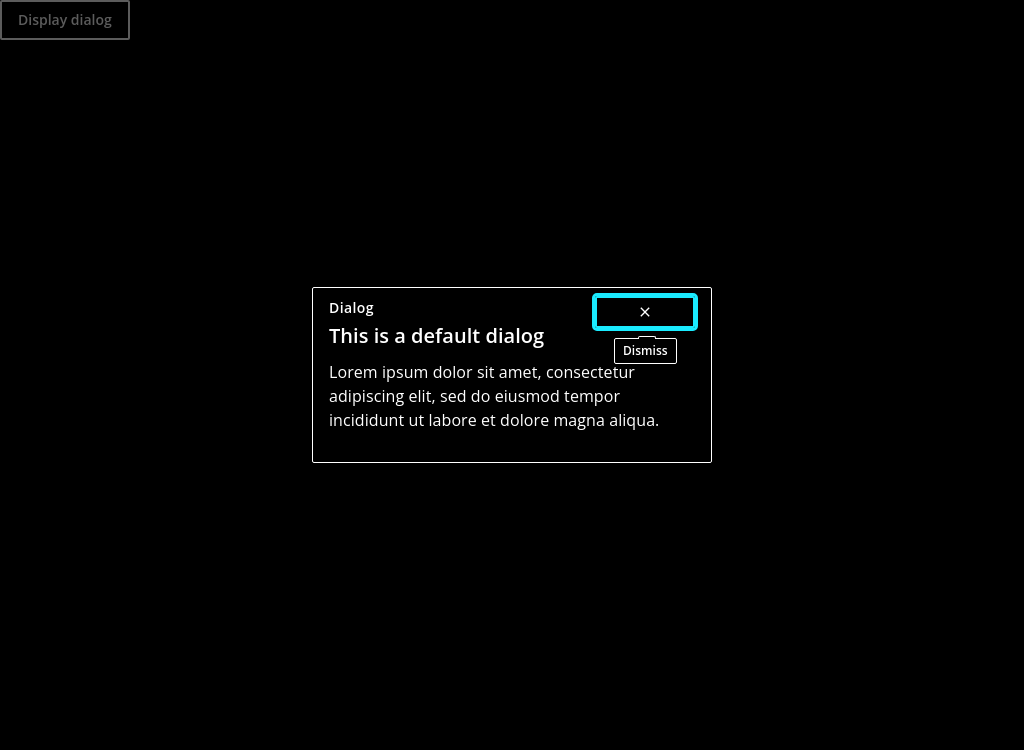 Display dialog
Dialog
This is a default dialog
Dismiss
Lorem ipsum dolor sit amet, consectetur
adipiscing elit, sed do eiusmod tempor
incididunt ut labore et dolore magna aliqua.